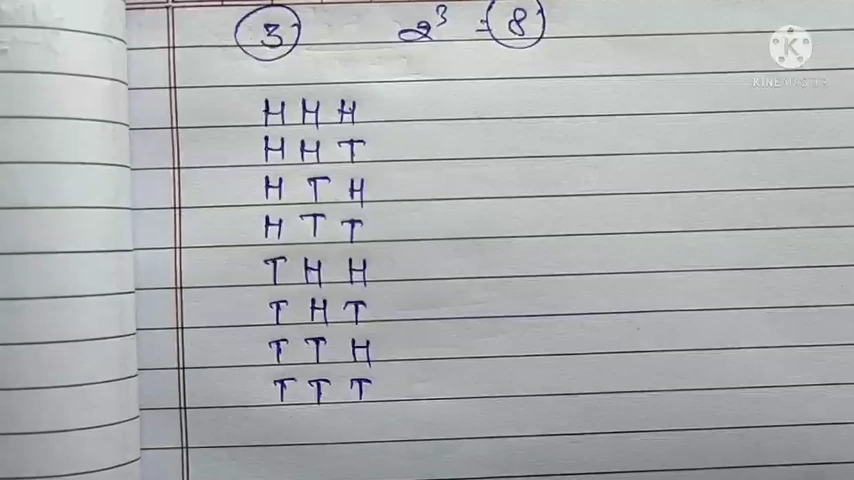 3 2³ = 8
KINEMASTER
H H H
H H T
H T H
H T T
T H H
T H T
T T H
T T T